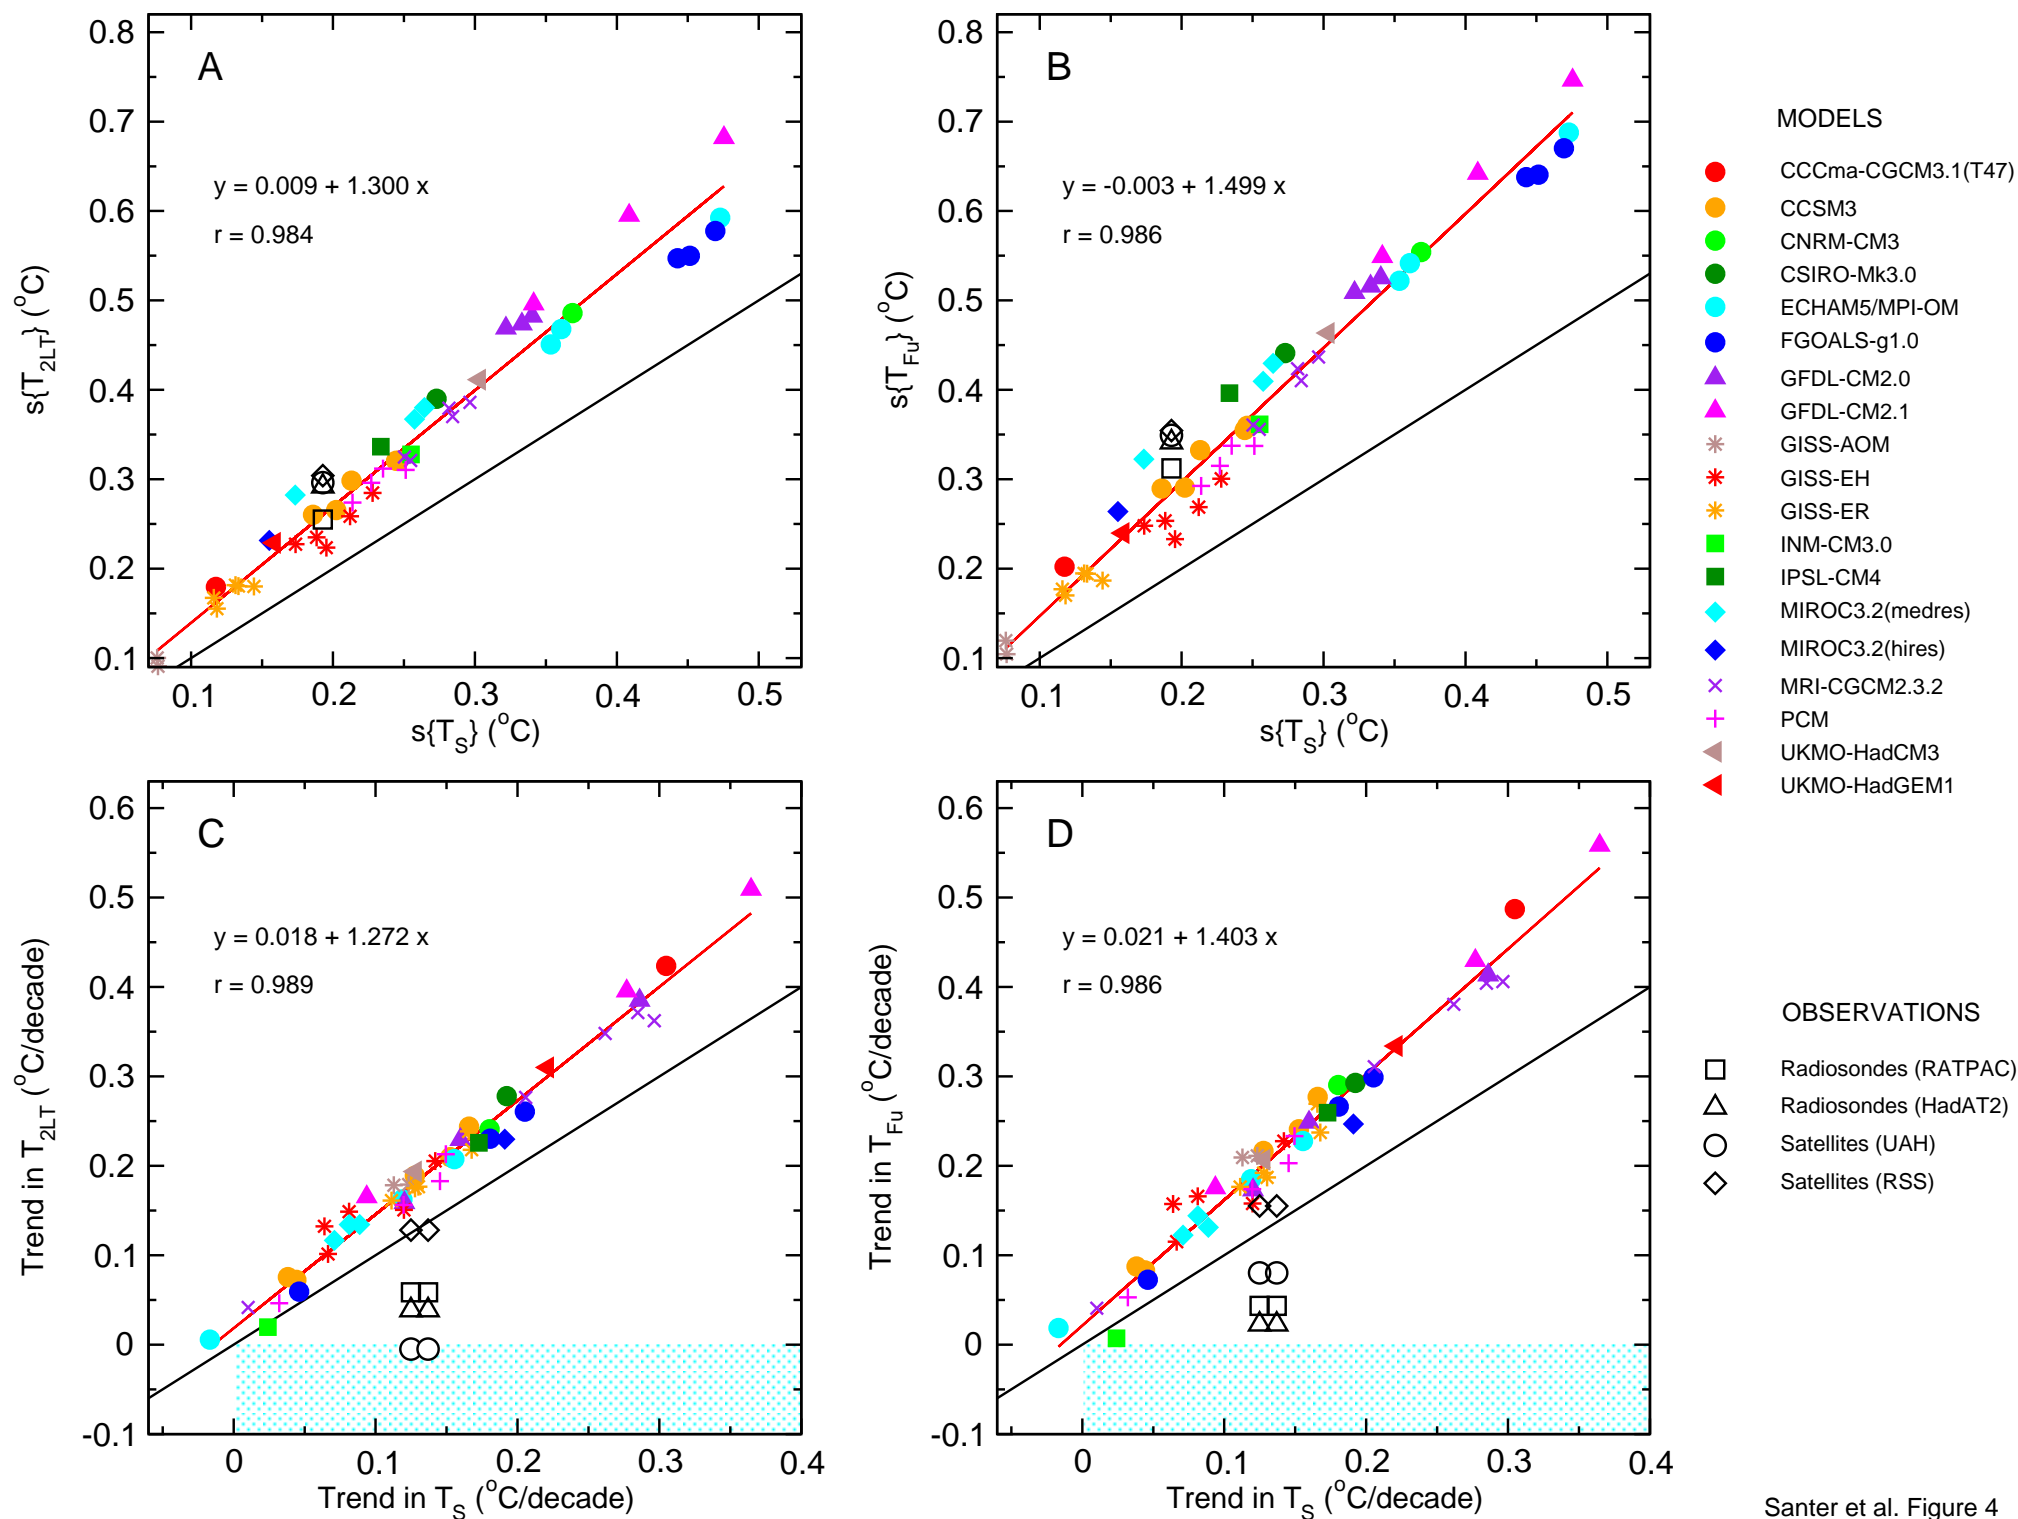 A
y = 0.009 + 1.300 x
r = 0.984
s{T2LT} (°C)
0.8
0.7
0.6
0.5
0.4
0.3
0.2
0.1
0.1 0.2 0.3 0.4 0.5
s{TS} (°C)
B
y = -0.003 + 1.499 x
r = 0.986
s{TFu} (°C)
0.8
0.7
0.6
0.5
0.4
0.3
0.2
0.1
0.1 0.2 0.3 0.4 0.5
s{TS} (°C)
C
y = 0.018 + 1.272 x
r = 0.989
Trend in T2LT (°C/decade)
0.6
0.5
0.4
0.3
0.2
0.1
0
-0.1
0 0.1 0.2 0.3 0.4
Trend in TS (°C/decade)
D
y = 0.021 + 1.403 x
r = 0.986
Trend in TFu (°C/decade)
0.6
0.5
0.4
0.3
0.2
0.1
0
-0.1
0 0.1 0.2 0.3 0.4
Trend in TS (°C/decade)
MODELS
CCCma-CGCM3.1(T47)
CCSM3
CNRM-CM3
CSIRO-Mk3.0
ECHAM5/MPI-OM
FGOALS-g1.0
GFDL-CM2.0
GFDL-CM2.1
GISS-AOM
GISS-EH
GISS-ER
INM-CM3.0
IPSL-CM4
MIROC3.2(medres)
MIROC3.2(hires)
MRI-CGCM2.3.2
PCM
UKMO-HadCM3
UKMO-HadGEM1
OBSERVATIONS
Radiosondes (RATPAC)
Radiosondes (HadAT2)
Satellites (UAH)
Satellites (RSS)
Santer et al. Figure 4